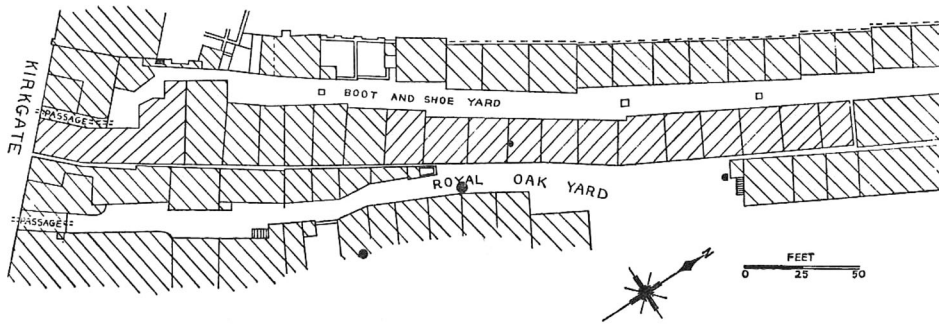 KIRKGATE
PASSAGE
BOOT AND SHOE YARD
ROYAL OAK YARD
PASSAGE
N
FEET
0 25 50